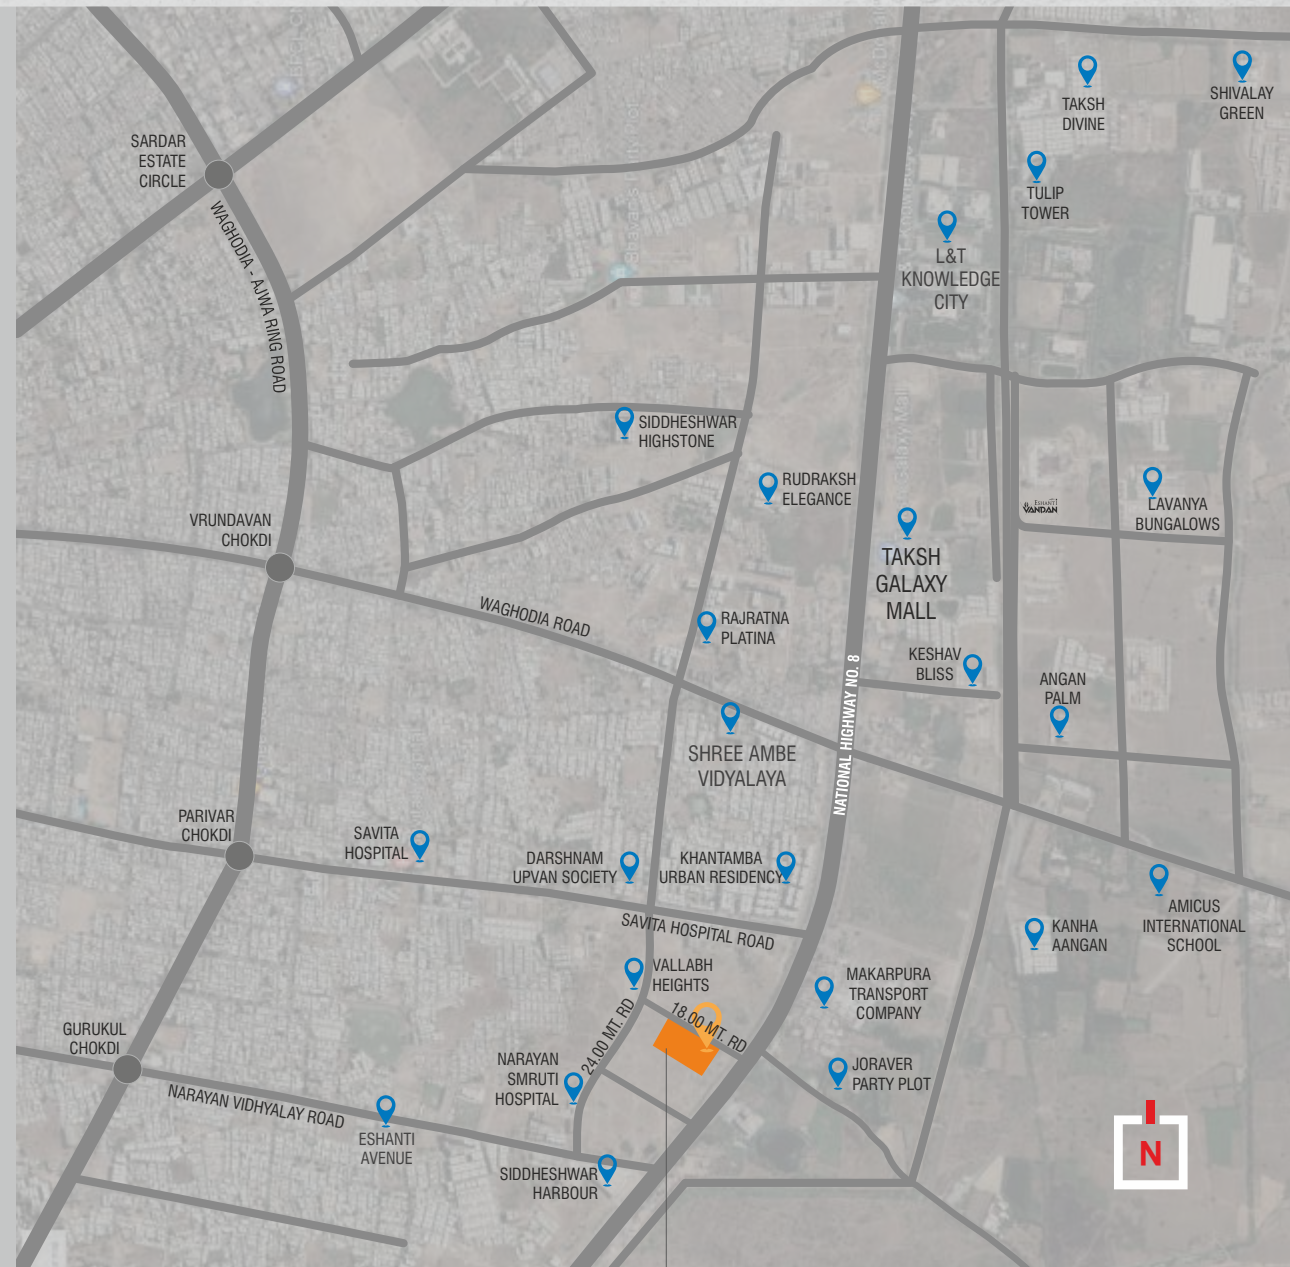 TAKSH
DIVINE
SHIVALAY
GREEN
SARDAR
ESTATE
CIRCLE
TULIP
TOWER
WAGHODIA - AJWA RING ROAD
L&T
KNOWLEDGE
CITY
SIDDHESHWAR
HIGHSTONE
RUDRAKSH
ELEGANCE
ESHANTI
VANDAN
LAVANYA
BUNGALOWS
VRUNDAVAN
CHOKDI
TAKSH
GALAXY
MALL
WAGHODIA ROAD
RAJRATNA
PLATINA
KESHAV
BLISS
ANGAN
PALM
NATIONAL HIGHWAY NO. 8
SHREE AMBE
VIDYALAYA
PARIVAR
CHOKDI
SAVITA
HOSPITAL
DARSHNAM
UPVAN SOCIETY
KHANTAMBA
URBAN RESIDENCY
SAVITA HOSPITAL ROAD
KANHA
AANGAN
AMICUS
INTERNATIONAL
SCHOOL
VALLABH
HEIGHTS
MAKARPURA
TRANSPORT
COMPANY
18.00 MT. RD
24.00 MT. RD
GURUKUL
CHOKDI
NARAYAN
SMRUTI
HOSPITAL
JORAVER
PARTY PLOT
NARAYAN VIDHYALAY ROAD
ESHANTI
AVENUE
SIDDHESHWAR
HARBOUR
N